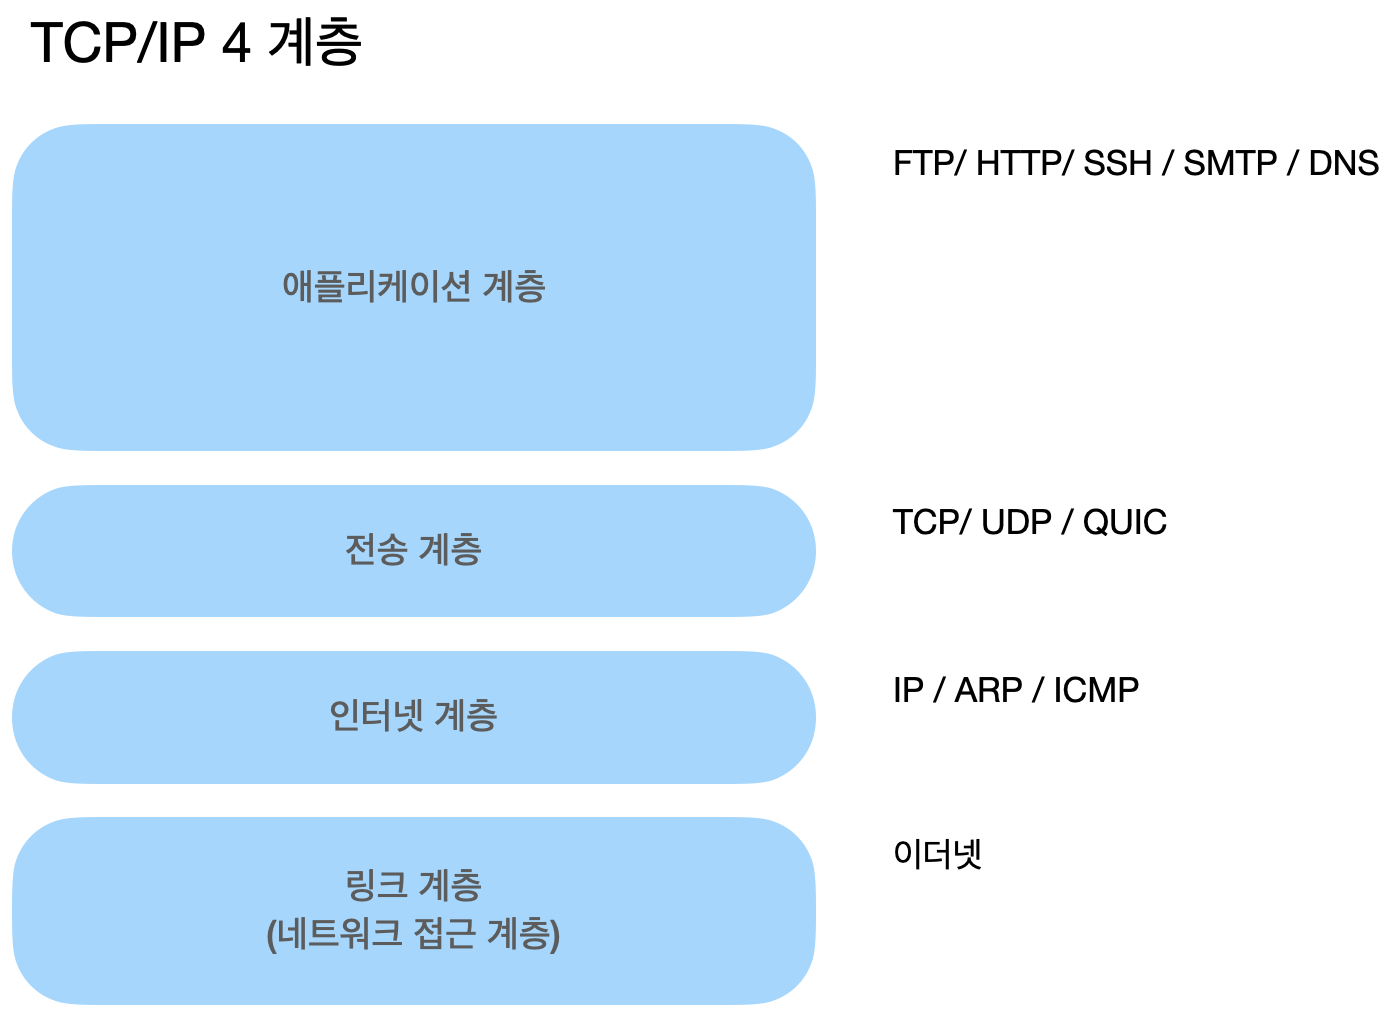 TCP/IP 4 계층
FTP/ HTTP/ SSH / SMTP / DNS
애플리케이션 계층
TCP/ UDP / QUIC
전송 계층
IP / ARP / ICMP
인터넷 계층
이더넷
링크 계층
(네트워크 접근 계층)